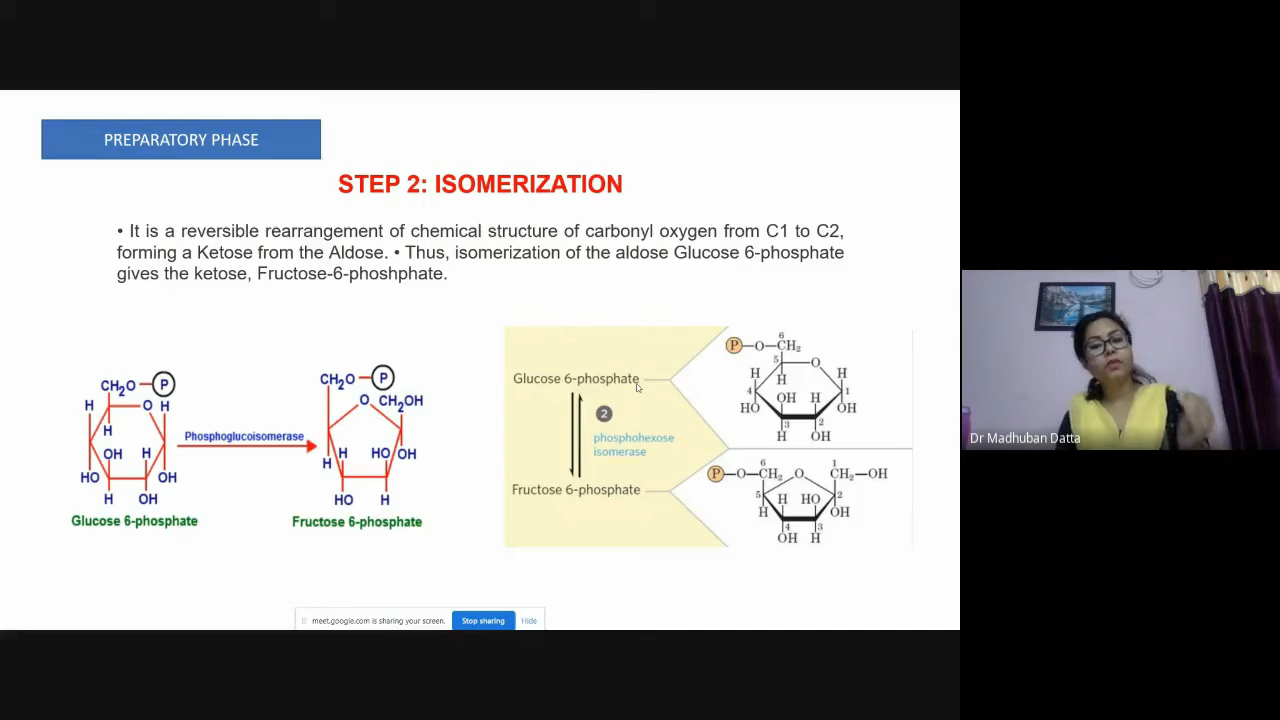 PREPARATORY PHASE
STEP 2: ISOMERIZATION
• It is a reversible rearrangement of chemical structure of carbonyl oxygen from C1 to C2,
forming a Ketose from the Aldose. • Thus, isomerization of the aldose Glucose 6-phosphate
gives the ketose, Fructose-6-phoshphate.
CH₂O P
H O H
H
OH H
HO OH
H OH
Glucose 6-phosphate
Phosphoglucoisomerase
CH₂O P
O CH₂OH
H H HO OH
HO H
Fructose 6-phosphate
Glucose 6-phosphate
2
phosphohexose
isomerase
Fructose 6-phosphate
6
P—O—CH₂
5 O
H H H
4 OH H 1
HO OH
3 2
H OH
6 1
P—O—CH₂ O CH₂—OH
5 H HO 2
H OH
4 3
OH H
Dr Madhuban Datta
meet.google.com is sharing your screen.
Stop sharing
Hide